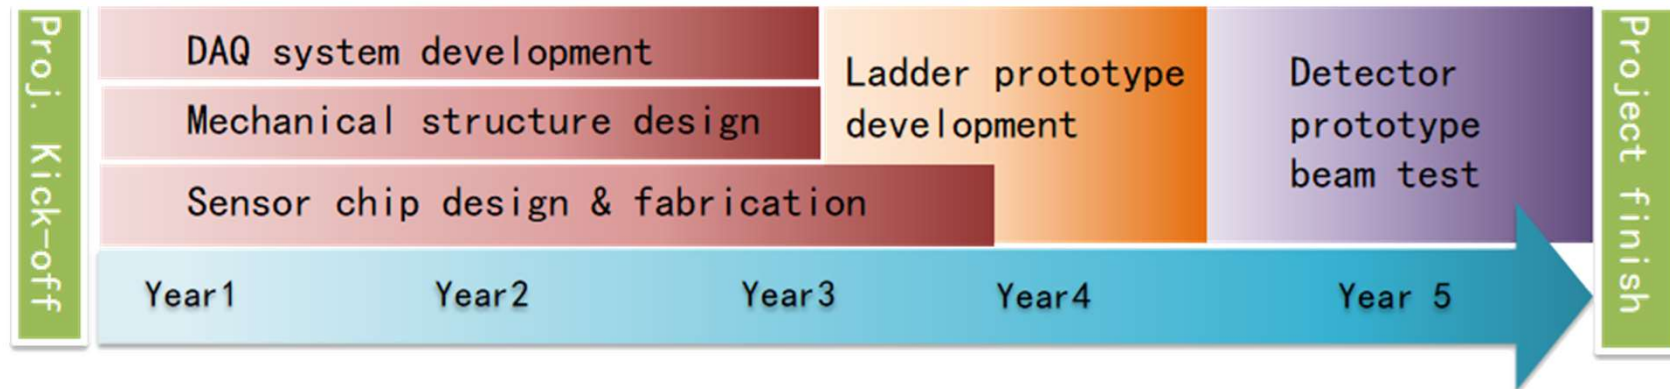 Proj. Kick-off
DAQ system development
Mechanical structure design
Sensor chip design & fabrication
Ladder prototype
development
Detector
prototype
beam test
Year1
Year2
Year3
Year4
Year 5
Project finish